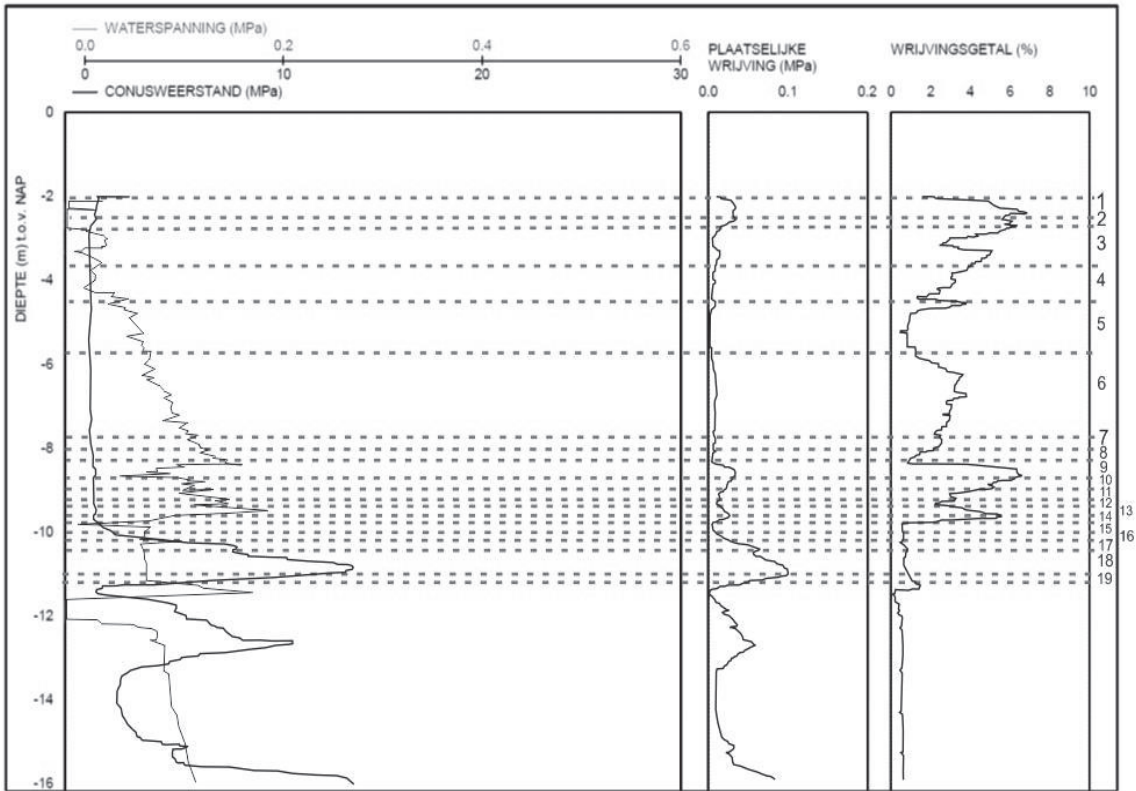 WATERSPANNING (MPa)
0.0 0.2 0.4 0.6
0 10 20 30
CONUSWEERSTAND (MPa)
PLAATSELIJKE
WRIJVING (MPa)
0.0 0.1 0.2
WRIJVINGSGETAL (%)
0 2 4 6 8 10
DIEPTE (m) t.o.v. NAP
0
-2
-4
-6
-8
-10
-12
-14
-16
1
2
3
4
5
6
7
8
9
10
11
12
13
14
15
16
17
18
19